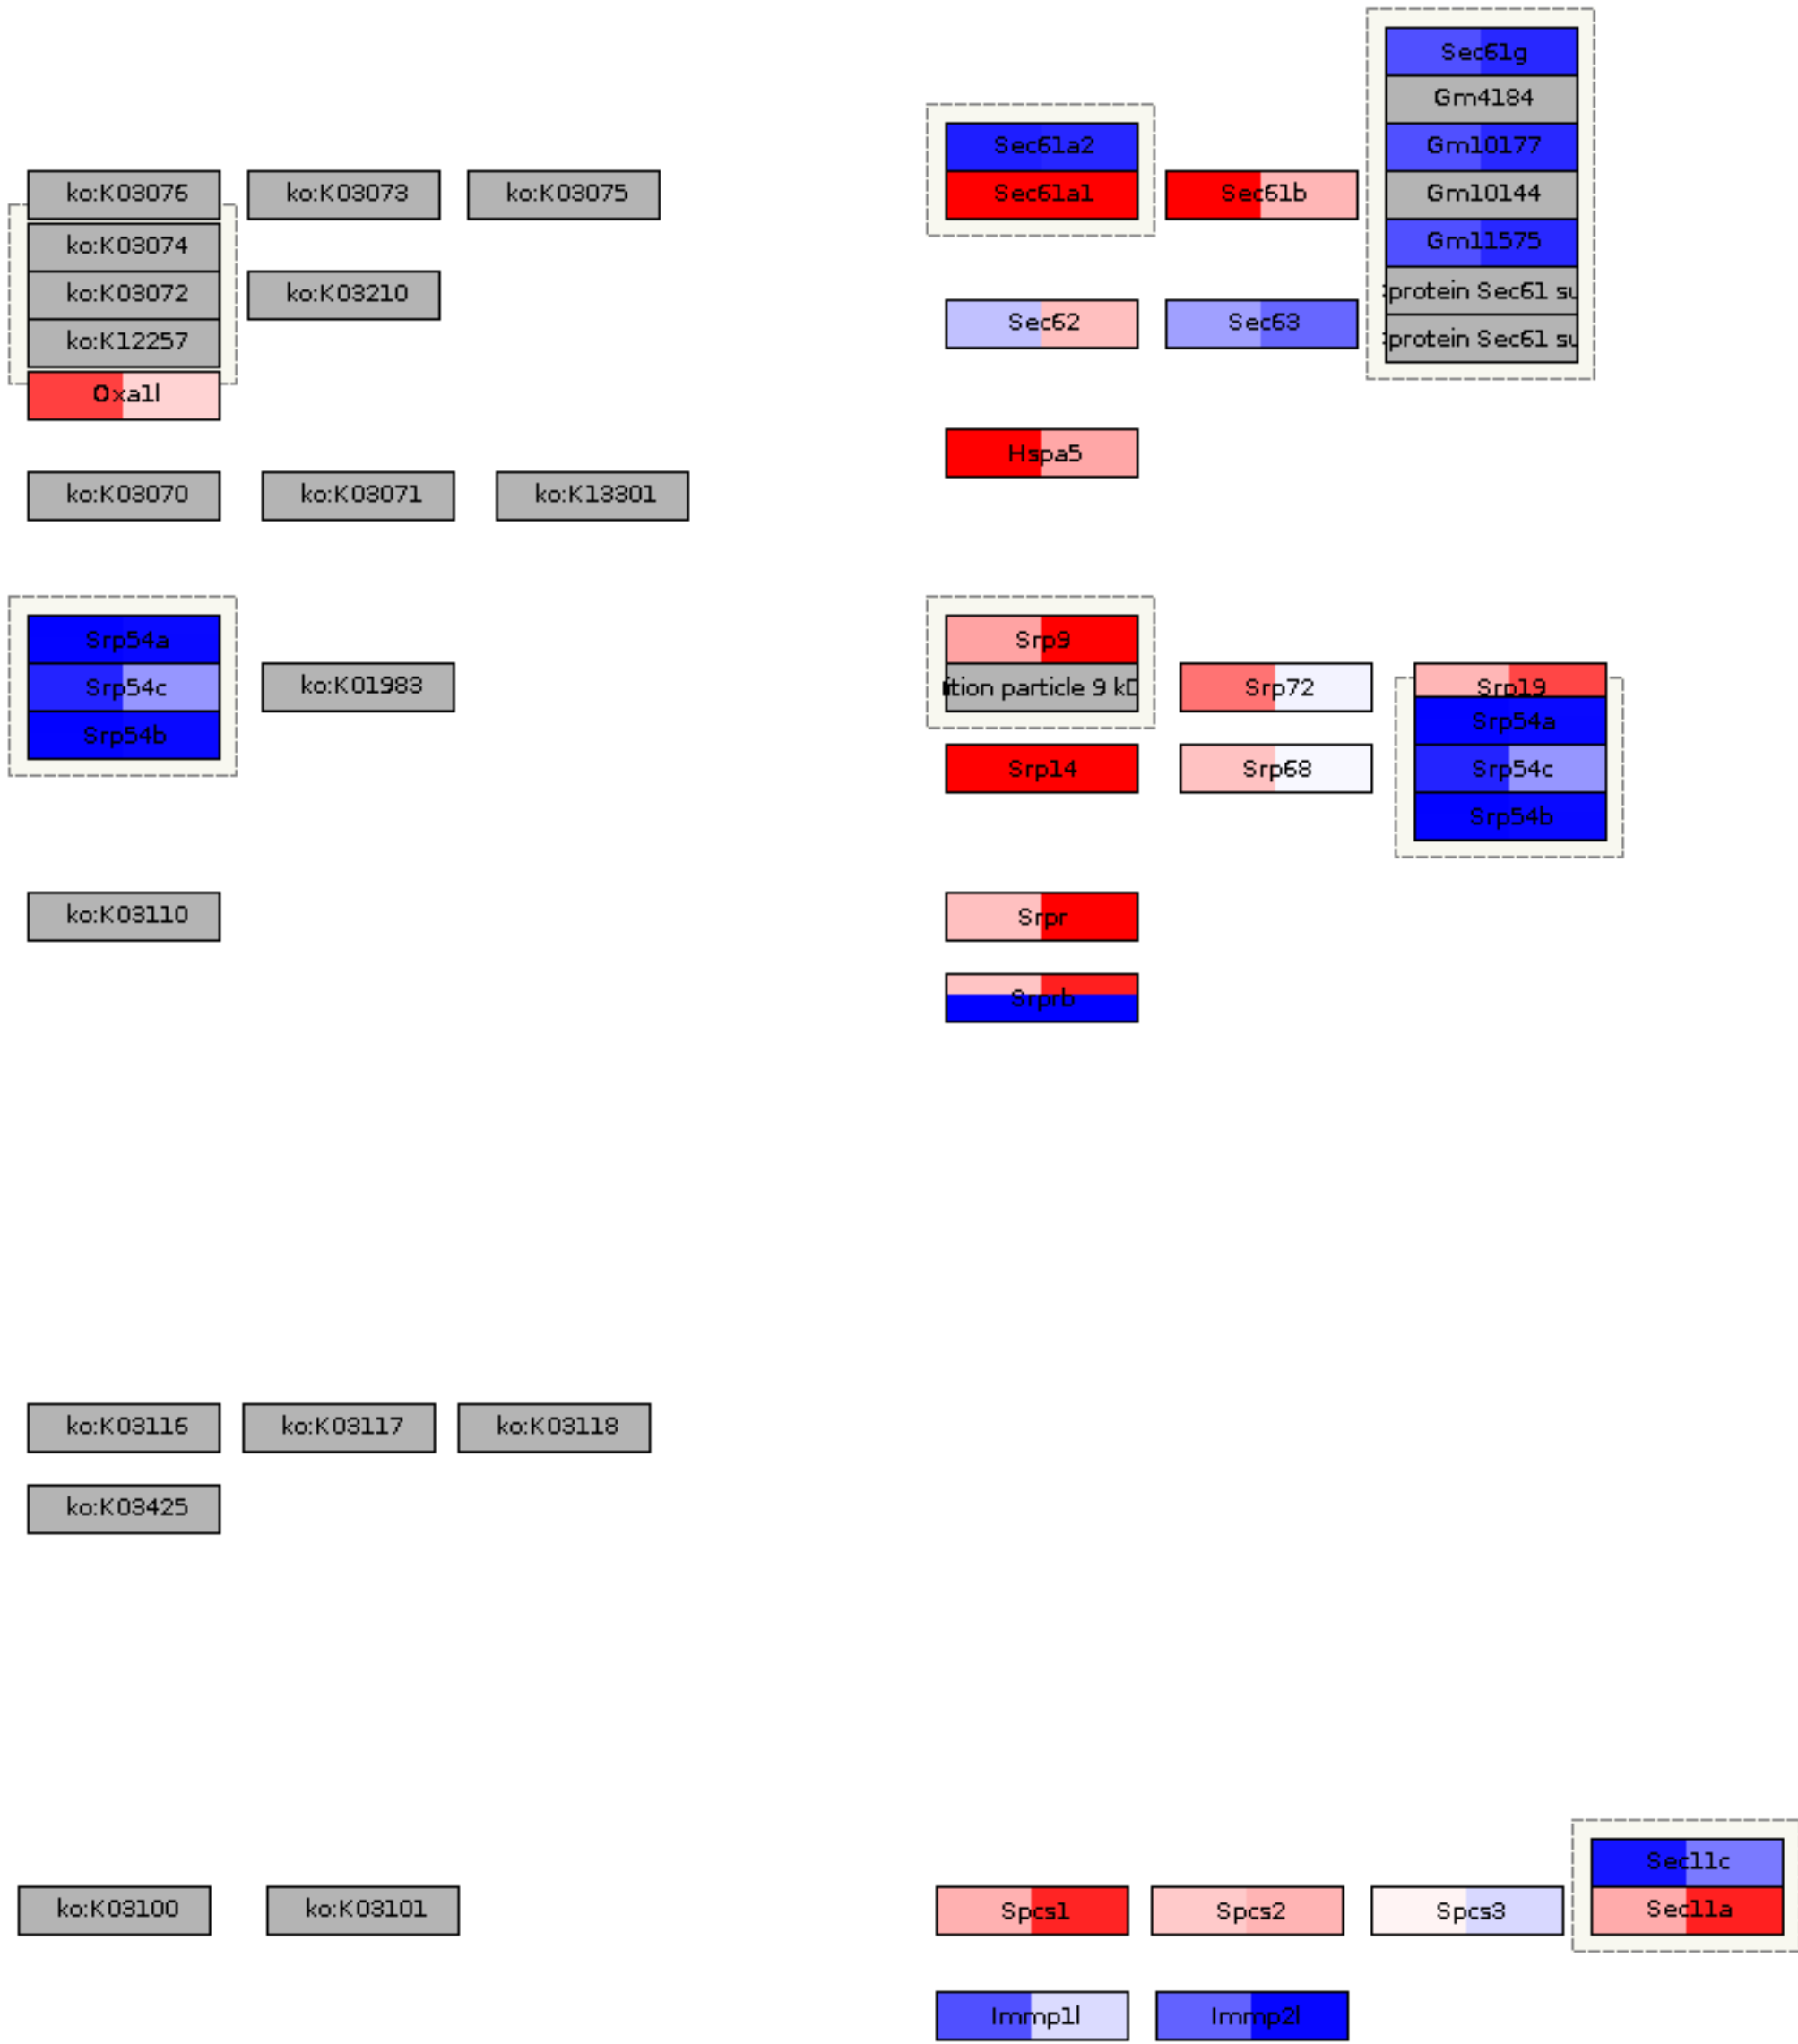 Sec61g
Gm4184
Sec61a2
Gm10177
ko:K03076
ko:K03073
ko:K03075
Sec61a1
Sec61b
Gm10144
ko:K03074
Gm11575
ko:K03072
ko:K03210
protein Sec61 su
ko:K12257
Sec62
Sec63
protein Sec61 su
Oxa1l
Hspa5
ko:K03070
ko:K03071
ko:K13301
Srp54a
Srp9
Srp54c
ko:K01983
ition particle 9 kD
Srp72
Srp19
Srp54b
Srp54a
Srp14
Srp68
Srp54c
Srp54b
ko:K03110
Srpr
Srprb
ko:K03116
ko:K03117
ko:K03118
ko:K03425
Sec11c
ko:K03100
ko:K03101
Spcs1
Spcs2
Spcs3
Sec11a
Immp1l
Immp2l